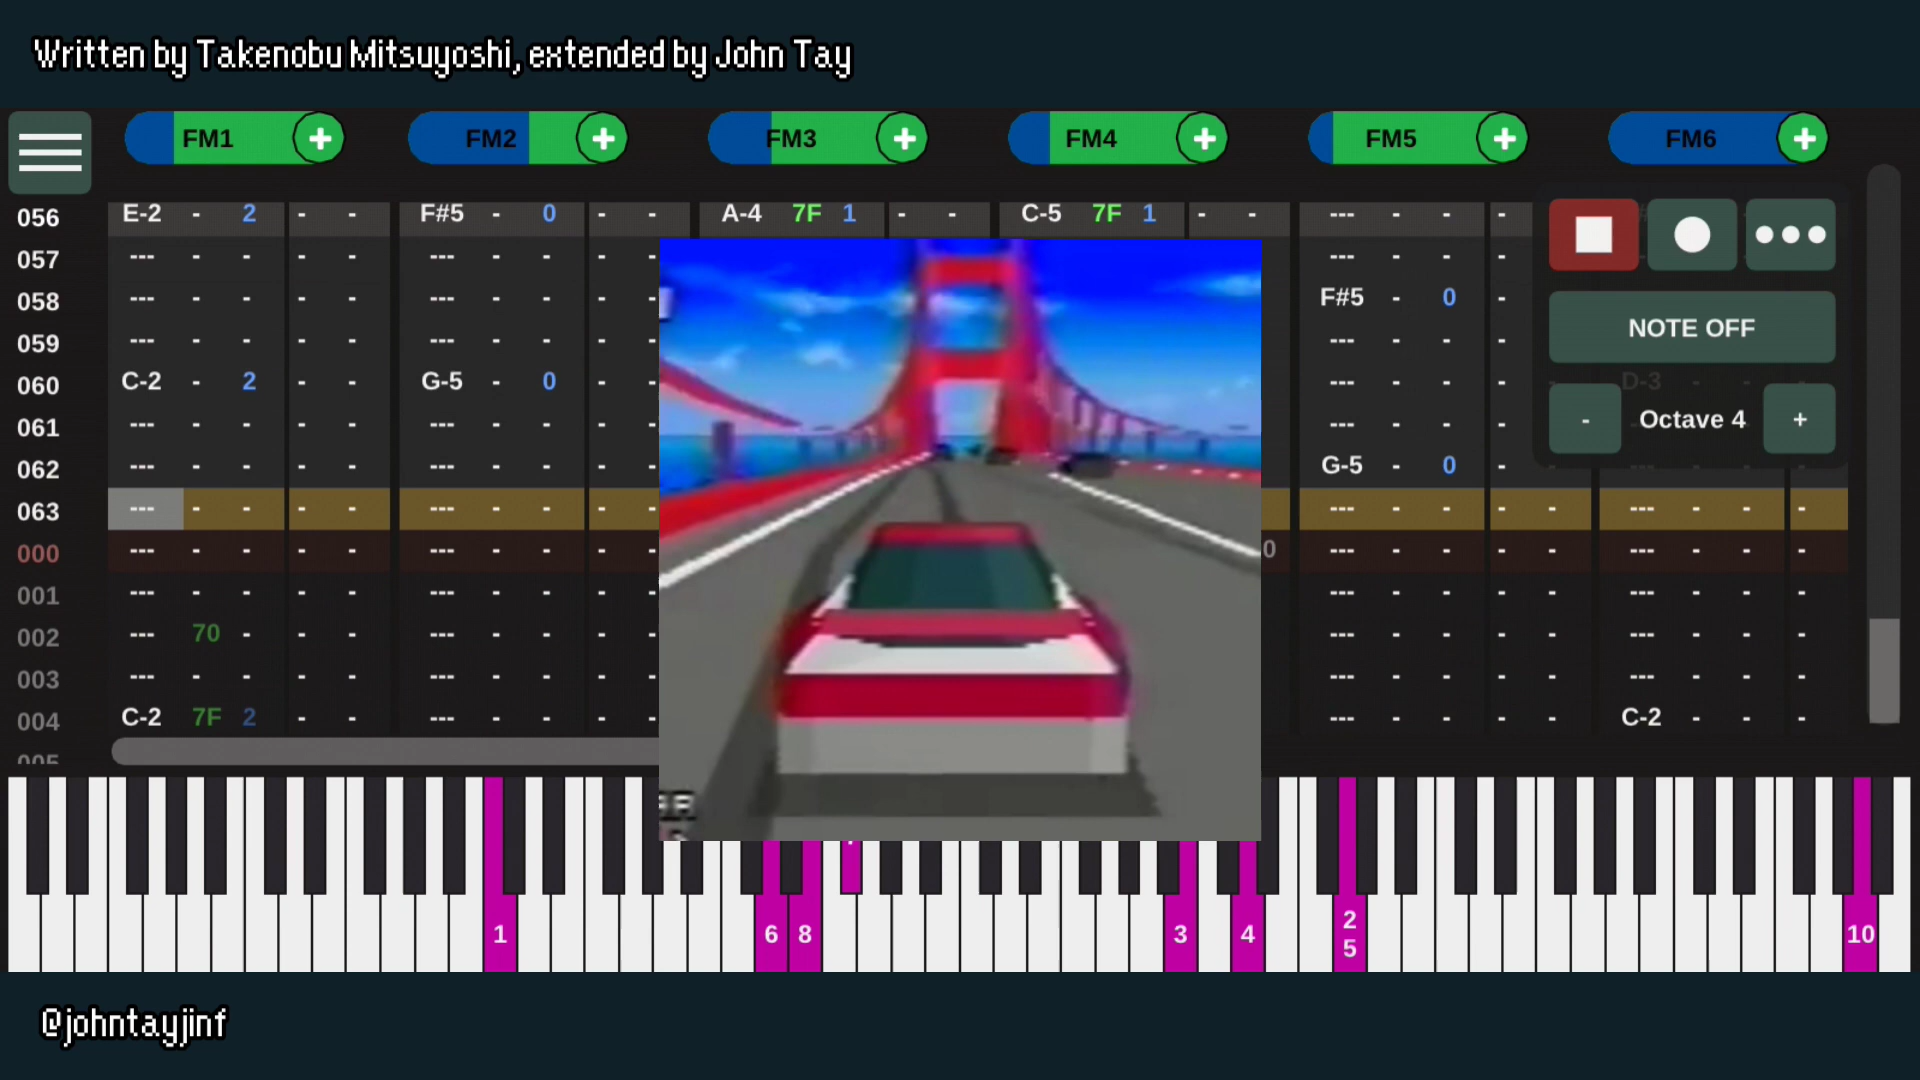 Written by Takenobu Mitsuyoshi, extended by John Tay
FM1 + FM2 + FM3 + FM4 + FM5 + FM6 +
056 E-2 - 2 - - F#5 - 0 - - A-4 7F 1 - - C-5 7F 1 - - --- - - - -
057 --- - - - - --- - - - - --- - - -
058 --- - - - - --- - - - - F#5 - 0 -
059 --- - - - - --- - - - - --- - - -
NOTE OFF
060 C-2 - 2 - - G-5 - 0 - - --- - - - D-3 - - -
061 --- - - - - --- - - - - --- - - -
- Octave 4 +
062 --- - - - - --- - - - - G-5 - 0 -
063 --- - - - - --- - - - - --- - - - - --- - - -
000 --- - - - - --- - - - - 0 --- - - - - --- - - -
001 --- - - - - --- - - - - --- - - - - --- - - -
002 --- 70 - - - --- - - - - --- - - - - --- - - -
003 --- - - - - --- - - - - --- - - - - --- - - -
004 C-2 7F 2 - - --- - - - - --- - - - - C-2 - - -
005
1 6 8 3 4 2 5 10
@johntayjinf